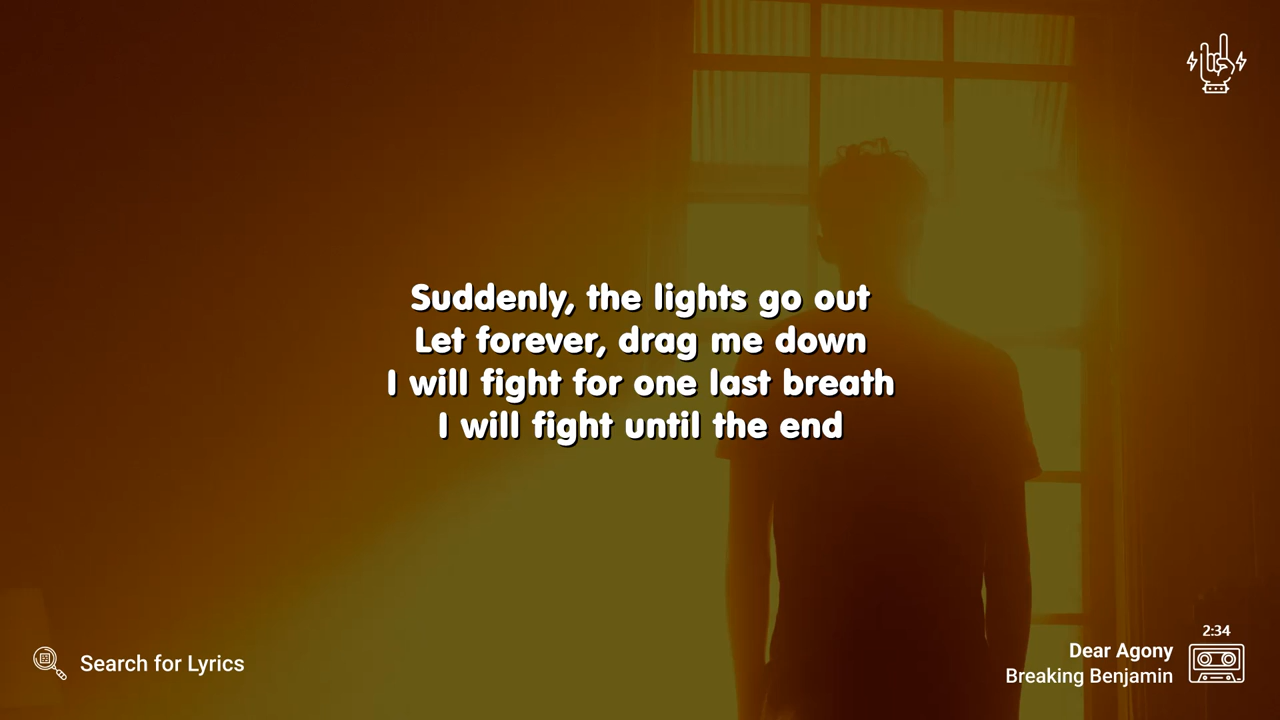 Suddenly, the lights go out
Let forever, drag me down
I will fight for one last breath
I will fight until the end
2:34
Search for Lyrics
Dear Agony
Breaking Benjamin